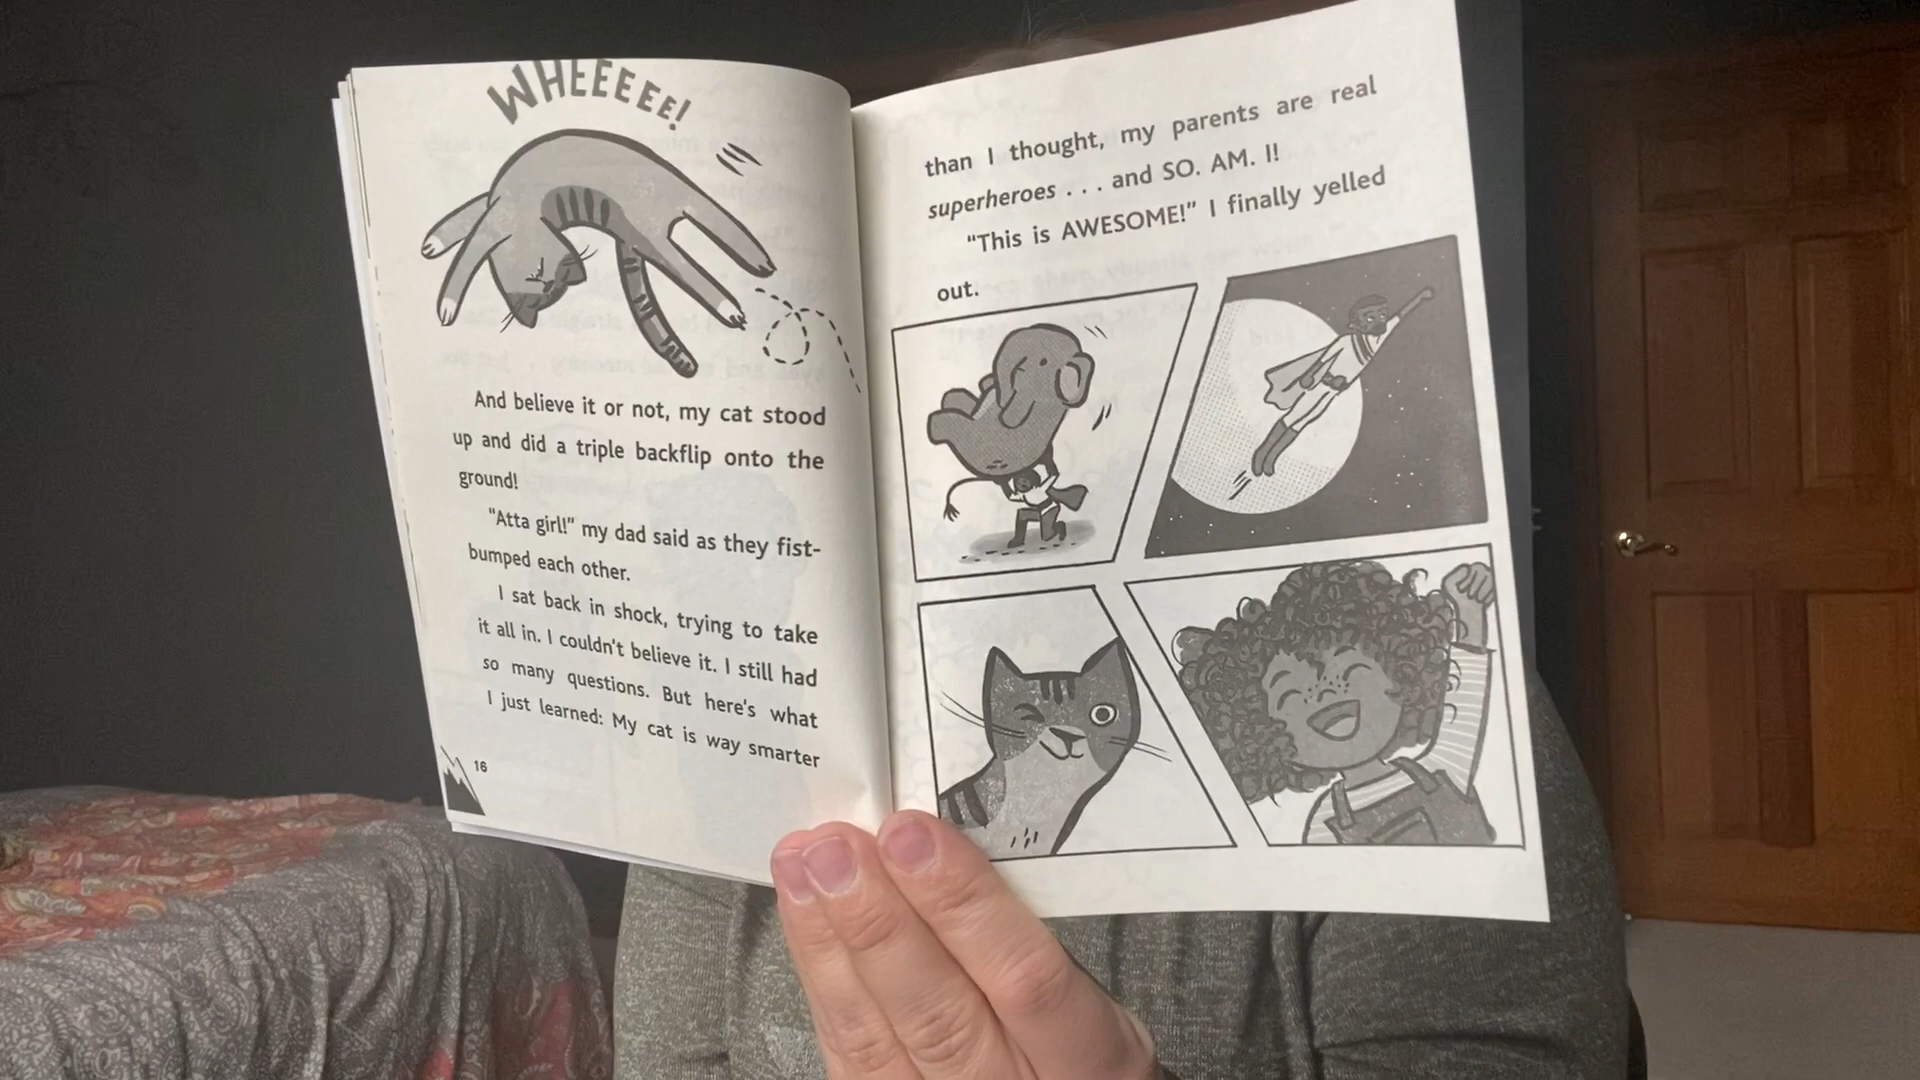 WHEEEEE!
And believe it or not, my cat stood
up and did a triple backflip onto the
ground!
"Atta girl!" my dad said as they fist-
bumped each other.
I sat back in shock, trying to take
it all in. I couldn't believe it. I still had
so many questions. But here's what
I just learned: My cat is way smarter
16
than I thought, my parents are real
superheroes . . . and SO. AM. I!
"This is AWESOME!" I finally yelled
out.